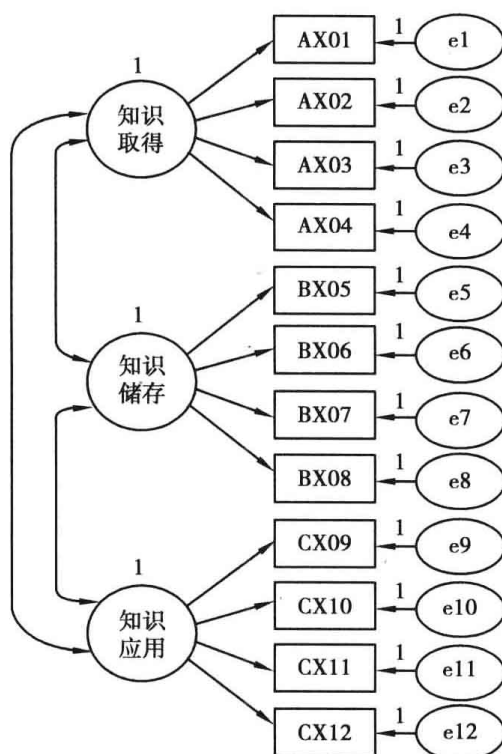 AX01 1 e1
1
AX02 1 e2
知识
取得
AX03 1 e3
AX04 1 e4
BX05 1 e5
1
BX06 1 e6
知识
储存
BX07 1 e7
BX08 1 e8
CX09 1 e9
1
CX10 1 e10
知识
应用
CX11 1 e11
CX12 1 e12